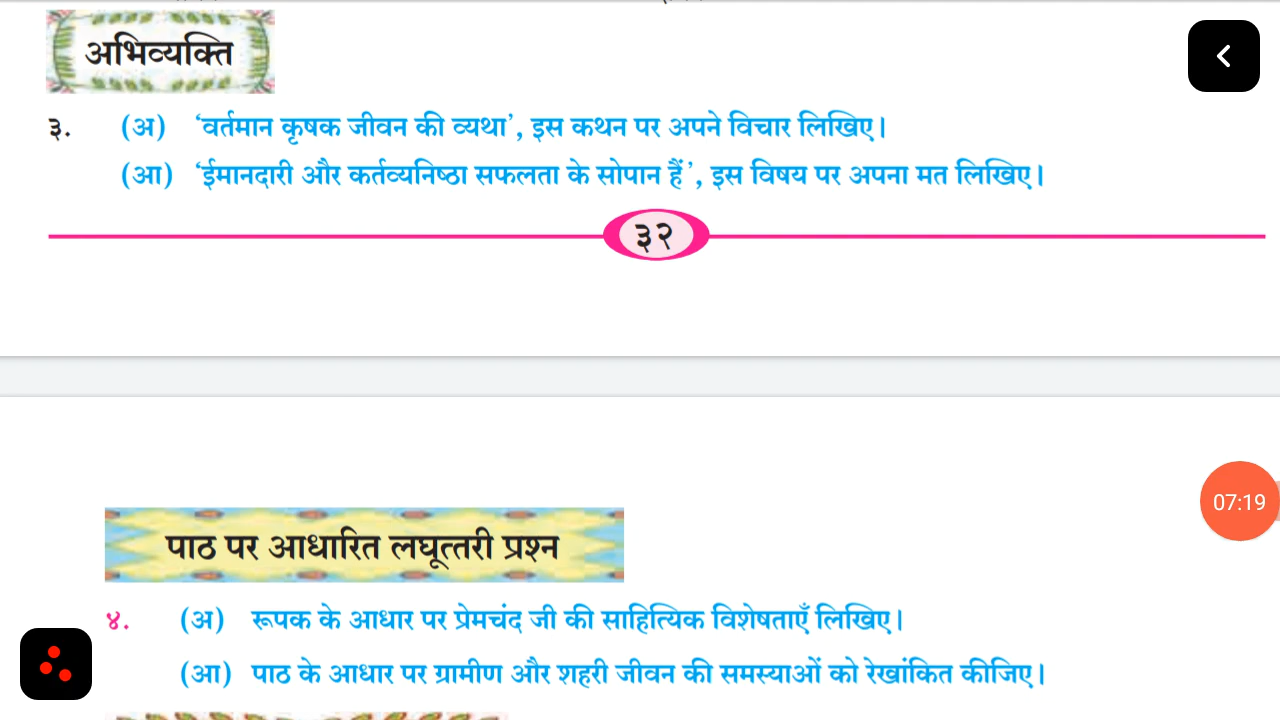 अभिव्यक्ति
३. (अ) ‘वर्तमान कृषक जीवन की व्यथा’, इस कथन पर अपने विचार लिखिए।
(आ) ‘ईमानदारी और कर्तव्यनिष्ठा सफलता के सोपान हैं’, इस विषय पर अपना मत लिखिए।
३२
07:19
पाठ पर आधारित लघूत्तरी प्रश्न
४. (अ) रूपक के आधार पर प्रेमचंद जी की साहित्यिक विशेषताएँ लिखिए।
(आ) पाठ के आधार पर ग्रामीण और शहरी जीवन की समस्याओं को रेखांकित कीजिए।